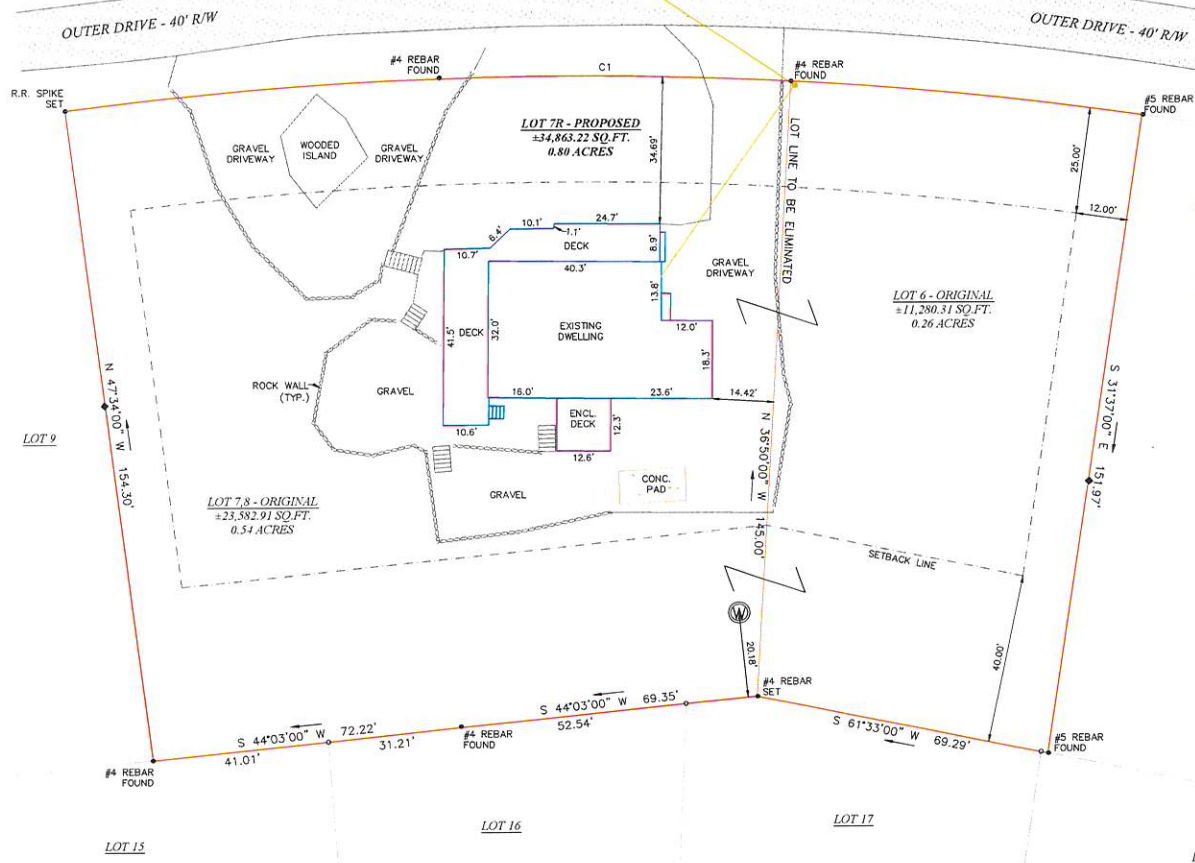 OUTER DRIVE - 40' R/W
OUTER DRIVE - 40' R/W
#4 REBAR
FOUND
C1
#4 REBAR
FOUND
R.R. SPIKE
SET
#5 REBAR
FOUND
LOT 7R - PROPOSED
±34,863.22 SQ.FT.
0.80 ACRES
34.69'
LOT LINE TO BE ELIMINATED
25.00'
12.00'
GRAVEL
DRIVEWAY
WOODED
ISLAND
GRAVEL
DRIVEWAY
10.7'
6.4'
10.1'
1.1'
24.7'
DECK
8.9'
40.3'
GRAVEL
DRIVEWAY
13.8'
12.0'
18.3'
LOT 6 - ORIGINAL
±11,280.31 SQ.FT.
0.26 ACRES
41.5'
DECK
32.0'
EXISTING
DWELLING
ROCK WALL
(TYP.)
GRAVEL
16.0'
23.6'
14.42'
10.6'
ENCL.
DECK
12.3'
12.6'
N 47°34'00" W 154.30'
N 36°50'00" W 145.00'
S 31°37'00" E 151.97'
LOT 9
LOT 7,8 - ORIGINAL
±23,582.91 SQ.FT.
0.54 ACRES
GRAVEL
CONC.
PAD
SETBACK LINE
W
20.18'
40.00'
#4 REBAR
SET
S 44°03'00" W 72.22'
41.01'
31.21'
#4 REBAR
FOUND
S 44°03'00" W 69.35'
52.54'
S 61°33'00" W 69.29'
#5 REBAR
FOUND
#4 REBAR
FOUND
LOT 15
LOT 16
LOT 17